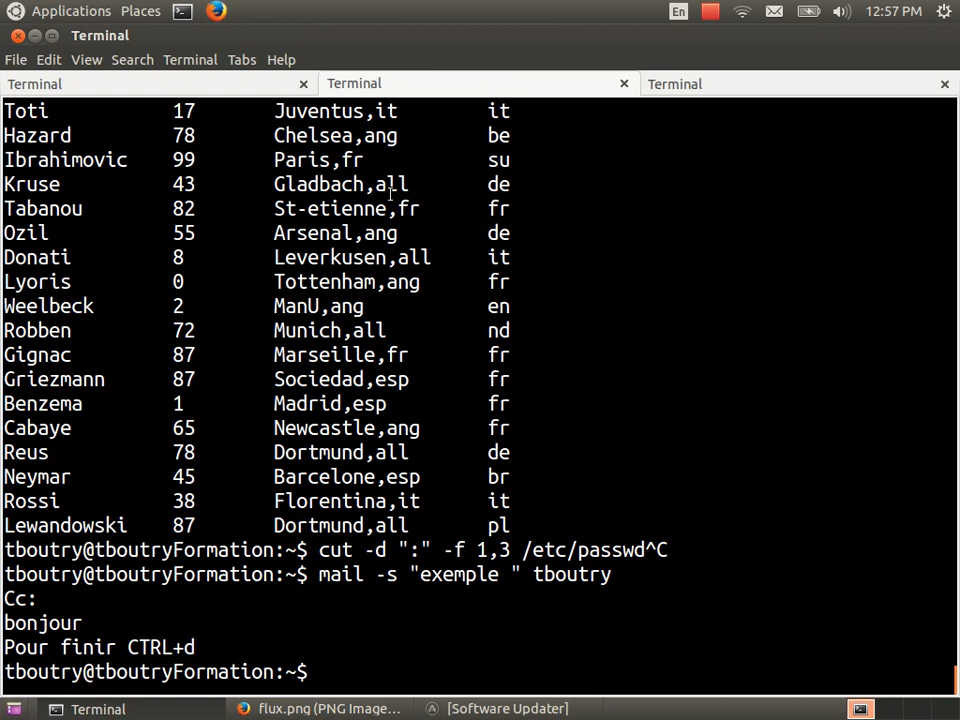 Applications Places En 12:57 PM
Terminal
File Edit View Search Terminal Tabs Help
Terminal Terminal Terminal
Toti 17 Juventus,it it
Hazard 78 Chelsea,ang be
Ibrahimovic 99 Paris,fr su
Kruse 43 Gladbach,all de
Tabanou 82 St-etienne,fr fr
Ozil 55 Arsenal,ang de
Donati 8 Leverkusen,all it
Lyoris 0 Tottenham,ang fr
Weelbeck 2 ManU,ang en
Robben 72 Munich,all nd
Gignac 87 Marseille,fr fr
Griezmann 87 Sociedad,esp fr
Benzema 1 Madrid,esp fr
Cabaye 65 Newcastle,ang fr
Reus 78 Dortmund,all de
Neymar 45 Barcelone,esp br
Rossi 38 Florentina,it it
Lewandowski 87 Dortmund,all pl
tboutry@tboutryFormation:~$ cut -d ":" -f 1,3 /etc/passwd^C
tboutry@tboutryFormation:~$ mail -s "exemple " tboutry
Cc:
bonjour
Pour finir CTRL+d
tboutry@tboutryFormation:~$
Terminal flux.png (PNG Image... [Software Updater]